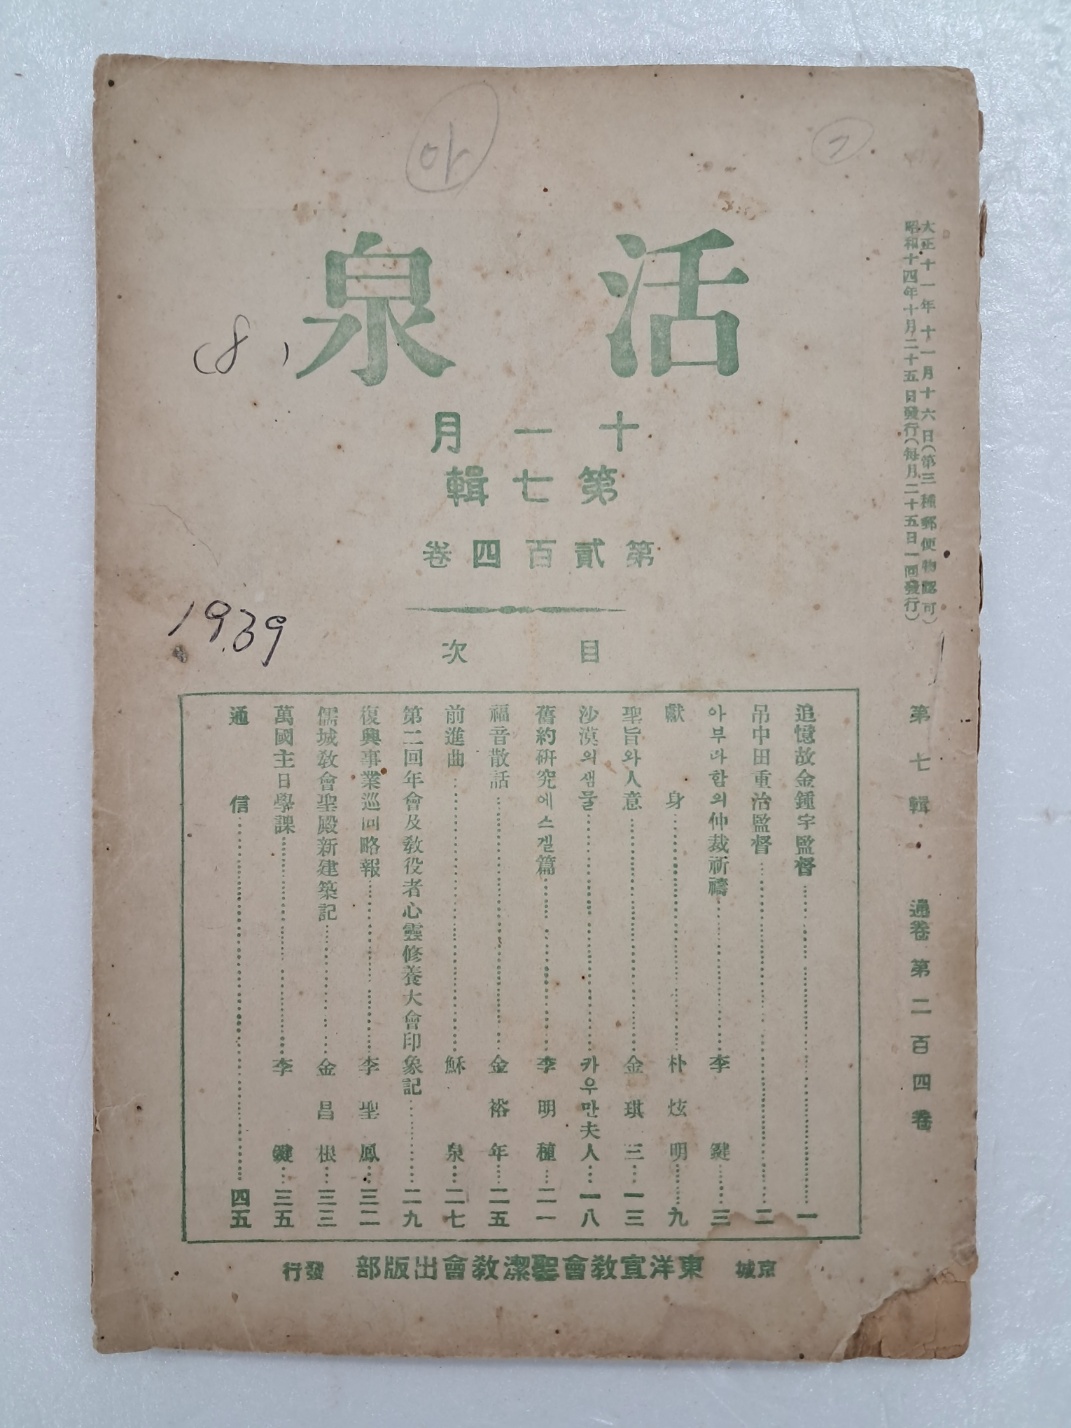 大正十一年十一月十六日(第三種郵便物認可)
昭和十四年十月二十五日發行(每月二十五日一回發行)
第七輯 通卷第二百四卷
아
活泉
(8)
十一月
第七輯
第貳百四卷
1939
目次
追憶故金鍾宇監督 一
吊中田重治監督 二
아부라함의仲裁祈禱 李鍵 三
獻身 朴炫明 九
聖旨와人意 金琪三 一三
沙漠의샘물 카우만夫人 一八
舊約硏究에스겔篇 李明稙 二一
福音散話 金裕年 二五
前進曲 穌泉 二七
第二回年會及敎役者心靈修養大會印象記 二九
復興事業巡回略報 李聖鳳 三二
儒城敎會聖殿新建築記 金昌根 三三
萬國主日學課 李鍵 三五
通信 四五
京城 東洋宣敎會聖潔敎會出版部 發行